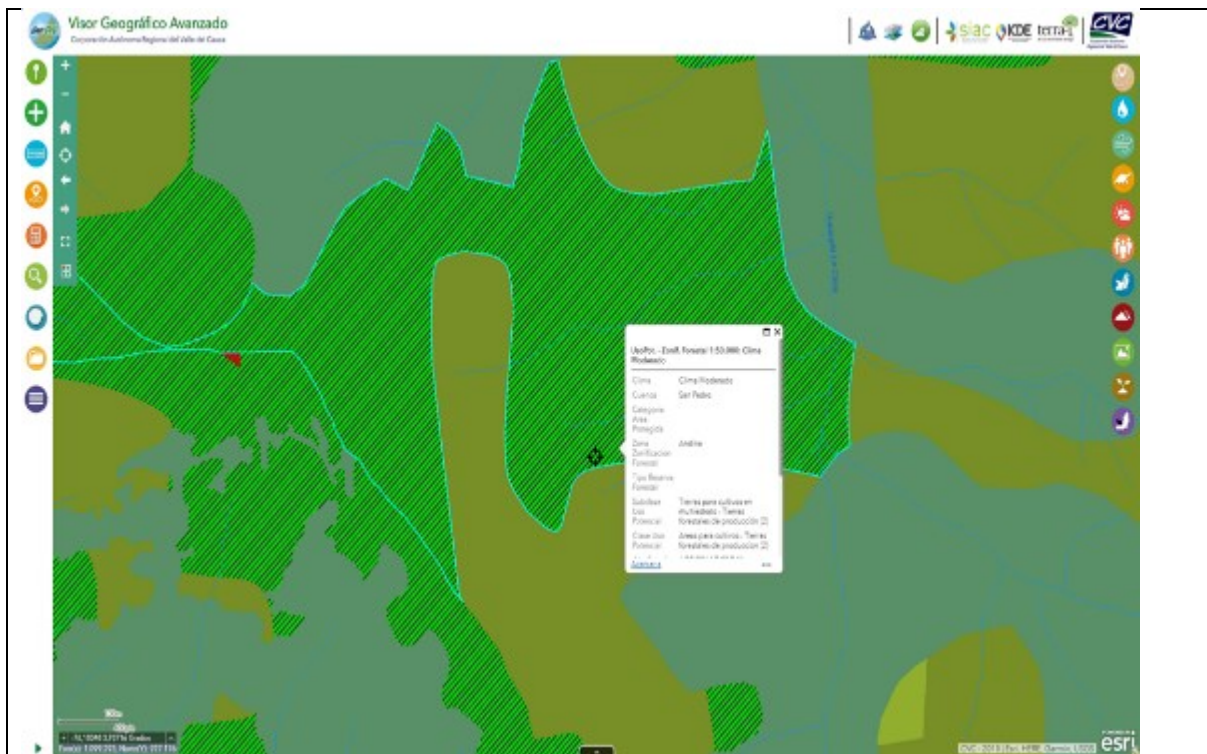 Visor Geográfico Avanzado
Corporación Autónoma Regional del Valle del Cauca
siac KDE terra-i CVC
UsoPot. - Zonif. Forestal 1:50.000: Clima
Moderado
Clima Clima Moderado
Cuenca San Pedro
Categoria
Area
Protegida
Zona Andina
Zonificacion
Forestal
Tipo Reserva
Forestal
Subclase Tierras para cultivos en
Uso multiestrato - Tierras
Potencial forestales de producción (2)
Clase Uso Areas para cultivos - Tierras
Potencial forestales de producción (2)
Acercar a
esri